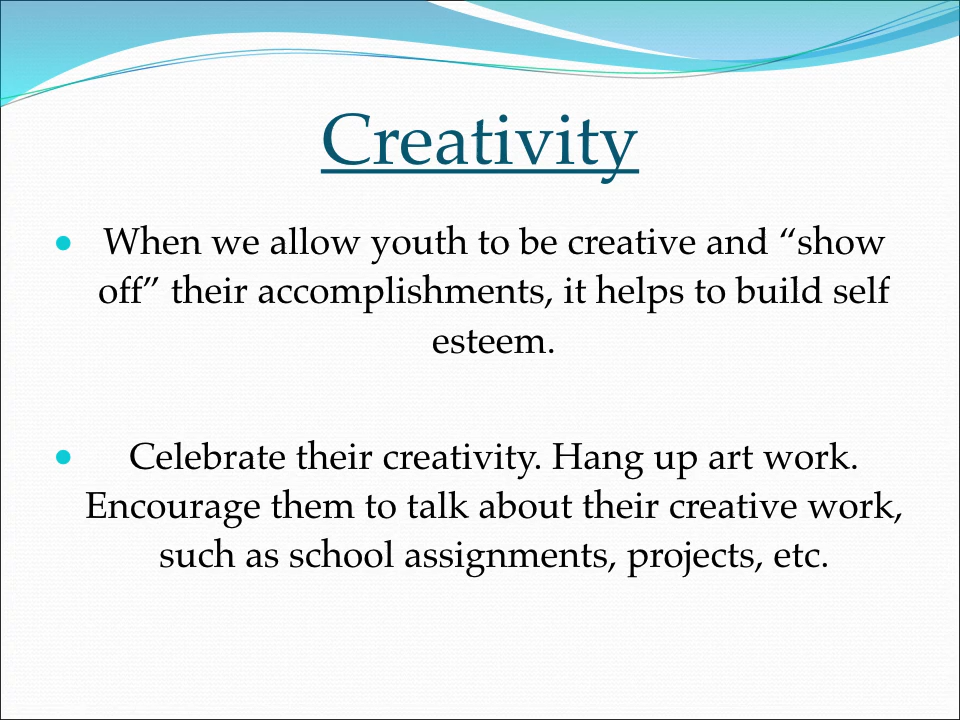 Creativity
• When we allow youth to be creative and “show
off” their accomplishments, it helps to build self
esteem.
• Celebrate their creativity. Hang up art work.
Encourage them to talk about their creative work,
such as school assignments, projects, etc.